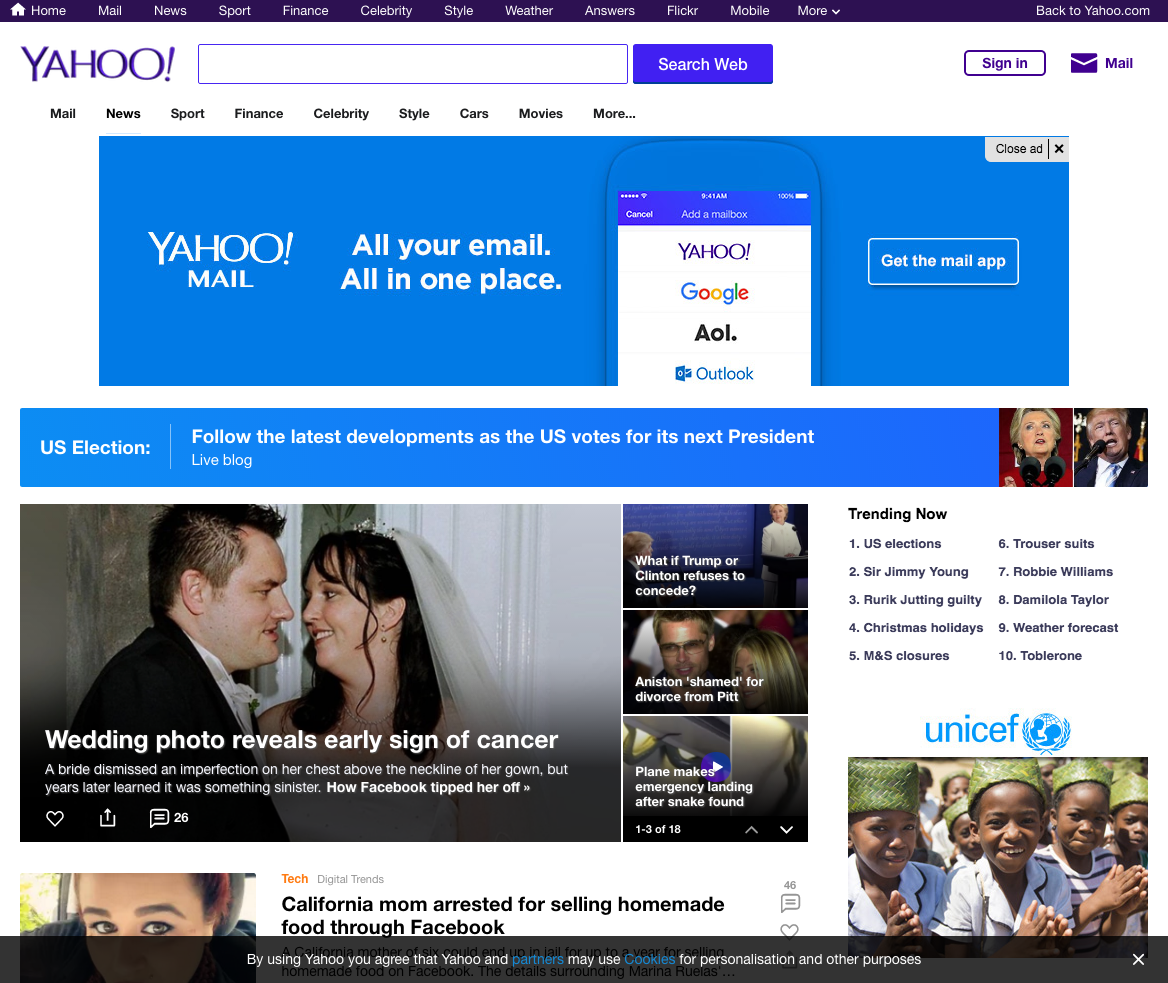 Home Mail News Sport Finance Celebrity Style Weather Answers Flickr Mobile More Back to Yahoo.com
YAHOO!
Search Web
Sign in
Mail
Mail News Sport Finance Celebrity Style Cars Movies More...
Close ad ✕
YAHOO!
MAIL
All your email.
All in one place.
9:41AM 100%
Cancel Add a mailbox
YAHOO!
Google
Aol.
Outlook
Get the mail app
US Election:
Follow the latest developments as the US votes for its next President
Live blog
Wedding photo reveals early sign of cancer
A bride dismissed an imperfection on her chest above the neckline of her gown, but
years later learned it was something sinister. How Facebook tipped her off »
26
What if Trump or
Clinton refuses to
concede?
Aniston 'shamed' for
divorce from Pitt
Plane makes
emergency landing
after snake found
1-3 of 18
Trending Now
1. US elections
2. Sir Jimmy Young
3. Rurik Jutting guilty
4. Christmas holidays
5. M&S closures
6. Trouser suits
7. Robbie Williams
8. Damilola Taylor
9. Weather forecast
10. Toblerone
unicef
Tech Digital Trends
California mom arrested for selling homemade
food through Facebook
A California mother of six could end up in jail for up to a year for selling
homemade food on Facebook. The details surrounding Marina Ruelas'…
46
By using Yahoo you agree that Yahoo and partners may use Cookies for personalisation and other purposes